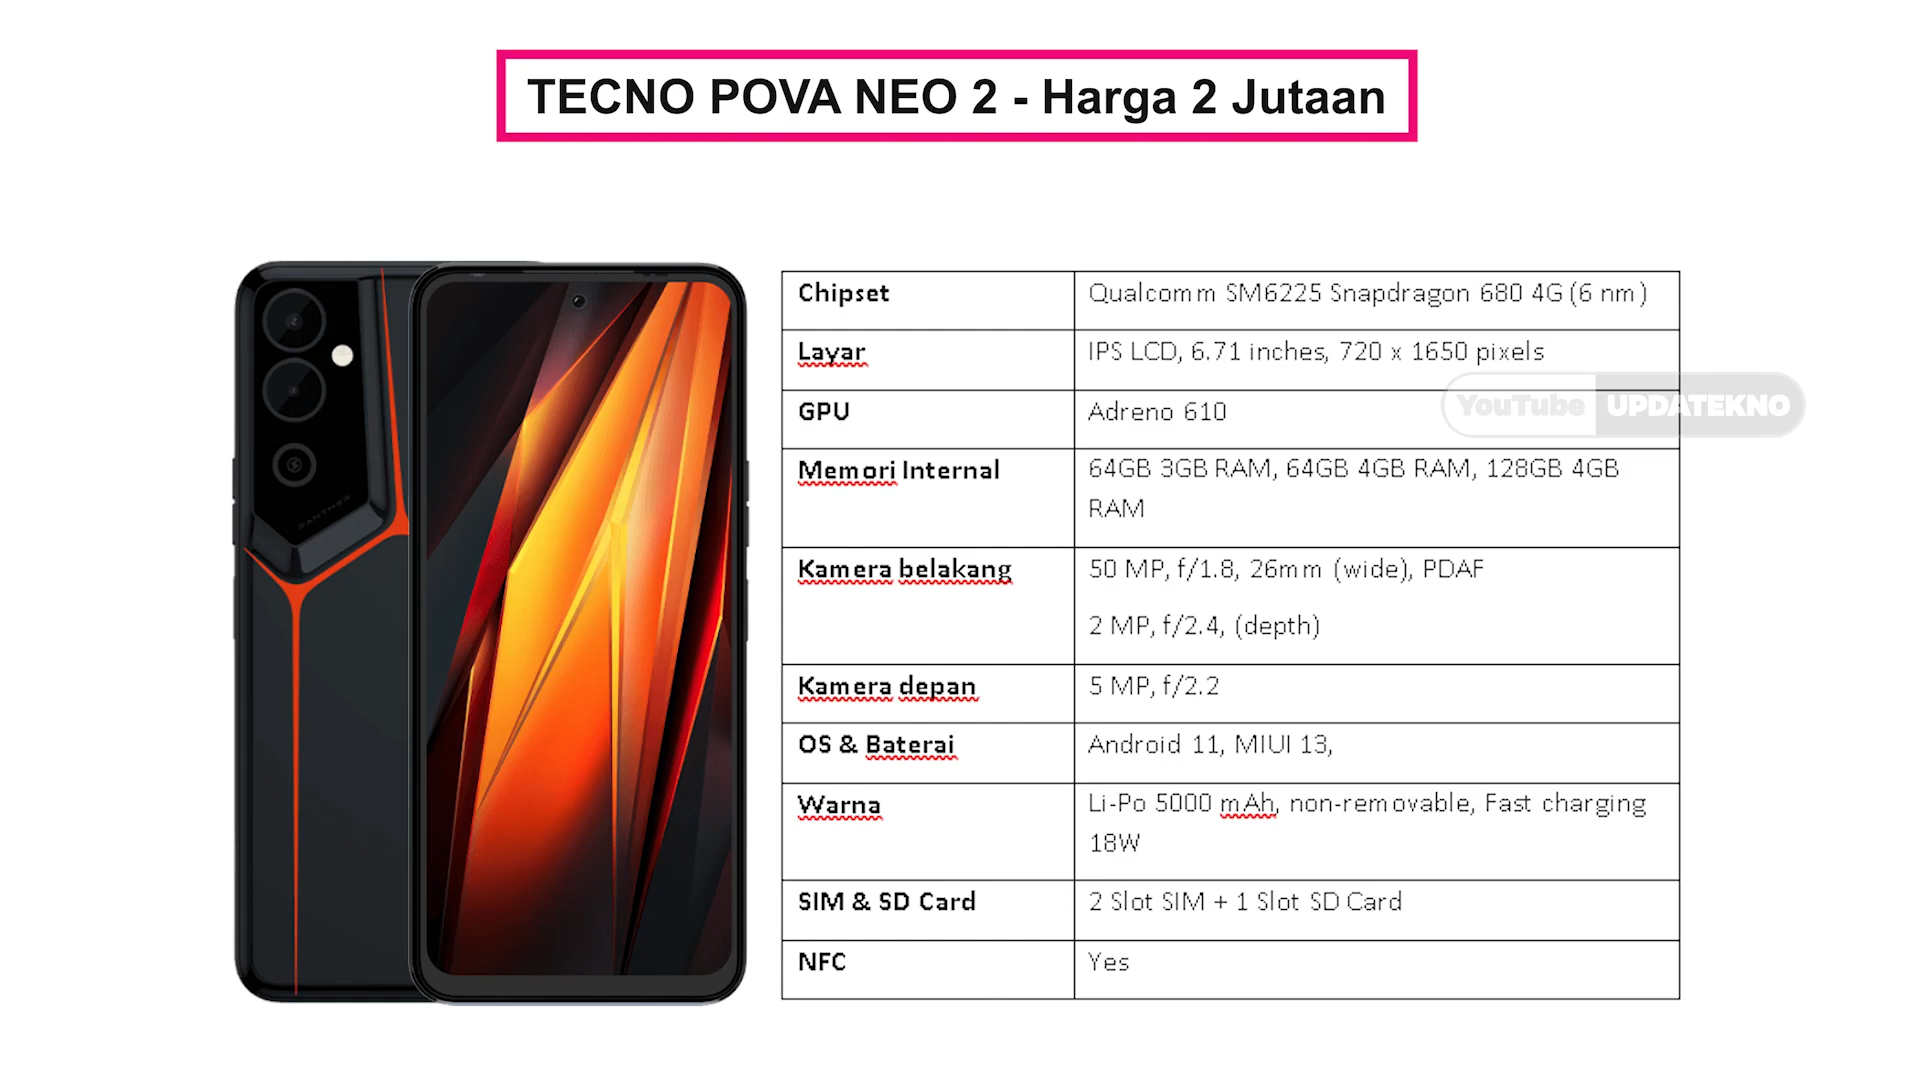 TECNO POVA NEO 2 - Harga 2 Jutaan
Chipset
Qualcomm SM6225 Snapdragon 680 4G (6 nm)
Layar
IPS LCD, 6.71 inches, 720 x 1650 pixels
YouTube UPDATEKNO
GPU
Adreno 610
Memori Internal
64GB 3GB RAM, 64GB 4GB RAM, 128GB 4GB
RAM
Kamera belakang
50 MP, f/1.8, 26mm (wide), PDAF
2 MP, f/2.4, (depth)
Kamera depan
5 MP, f/2.2
OS & Baterai
Android 11, MIUI 13,
Warna
Li-Po 5000 mAh, non-removable, Fast charging
18W
SIM & SD Card
2 Slot SIM + 1 Slot SD Card
NFC
Yes
PANTHER